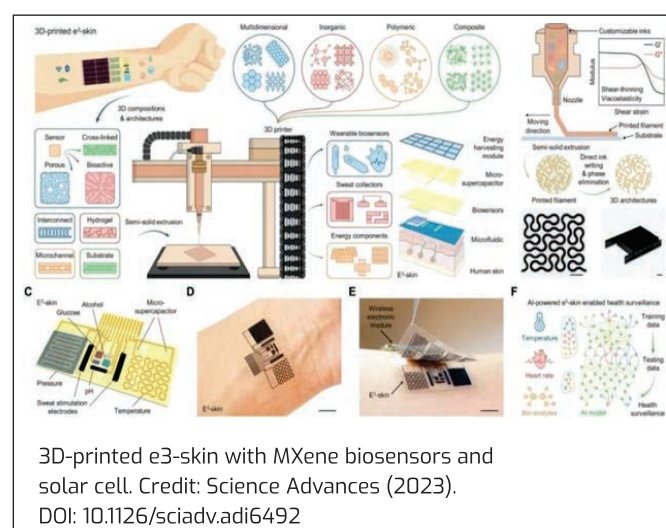 3D-printed e³-skin
Multidimensional
Inorganic
Polymeric
Composite
Customizable inks
G'
G"
Modulus
Shear-thinning
Viscoelasticity
Shear strain
Nozzle
Moving
direction
Printed filament
Substrate
3D compositions
& architectures
Sensor
Cross-linked
Porous
Bioactive
Interconnect
Hydrogel
Microchannel
Substrate
Semi-solid extrusion
3D printer
Wearable biosensors
Sweat collectors
Energy components
Energy
harvesting
module
Micro-
supercapacitor
Biosensors
Microfluidic
E³-skin
Human skin
Semi-solid extrusion
Direct ink
writing &
phase
elimination
Printed filament
3D architectures
C
E³-skin
Alcohol
Glucose
Micro-
supercapacitor
Pressure
pH
Sweat stimulation
electrodes
Temperature
D
E³-skin
E
Wireless
electronic
module
E³-skin
F
AI-powered e³-skin enabled health surveillance
Temperature
Heart rate
Bio analytes
AI model
Training
data
Testing
data
Health
surveillance
3D-printed e3-skin with MXene biosensors and
solar cell. Credit: Science Advances (2023).
DOI: 10.1126/sciadv.adi6492